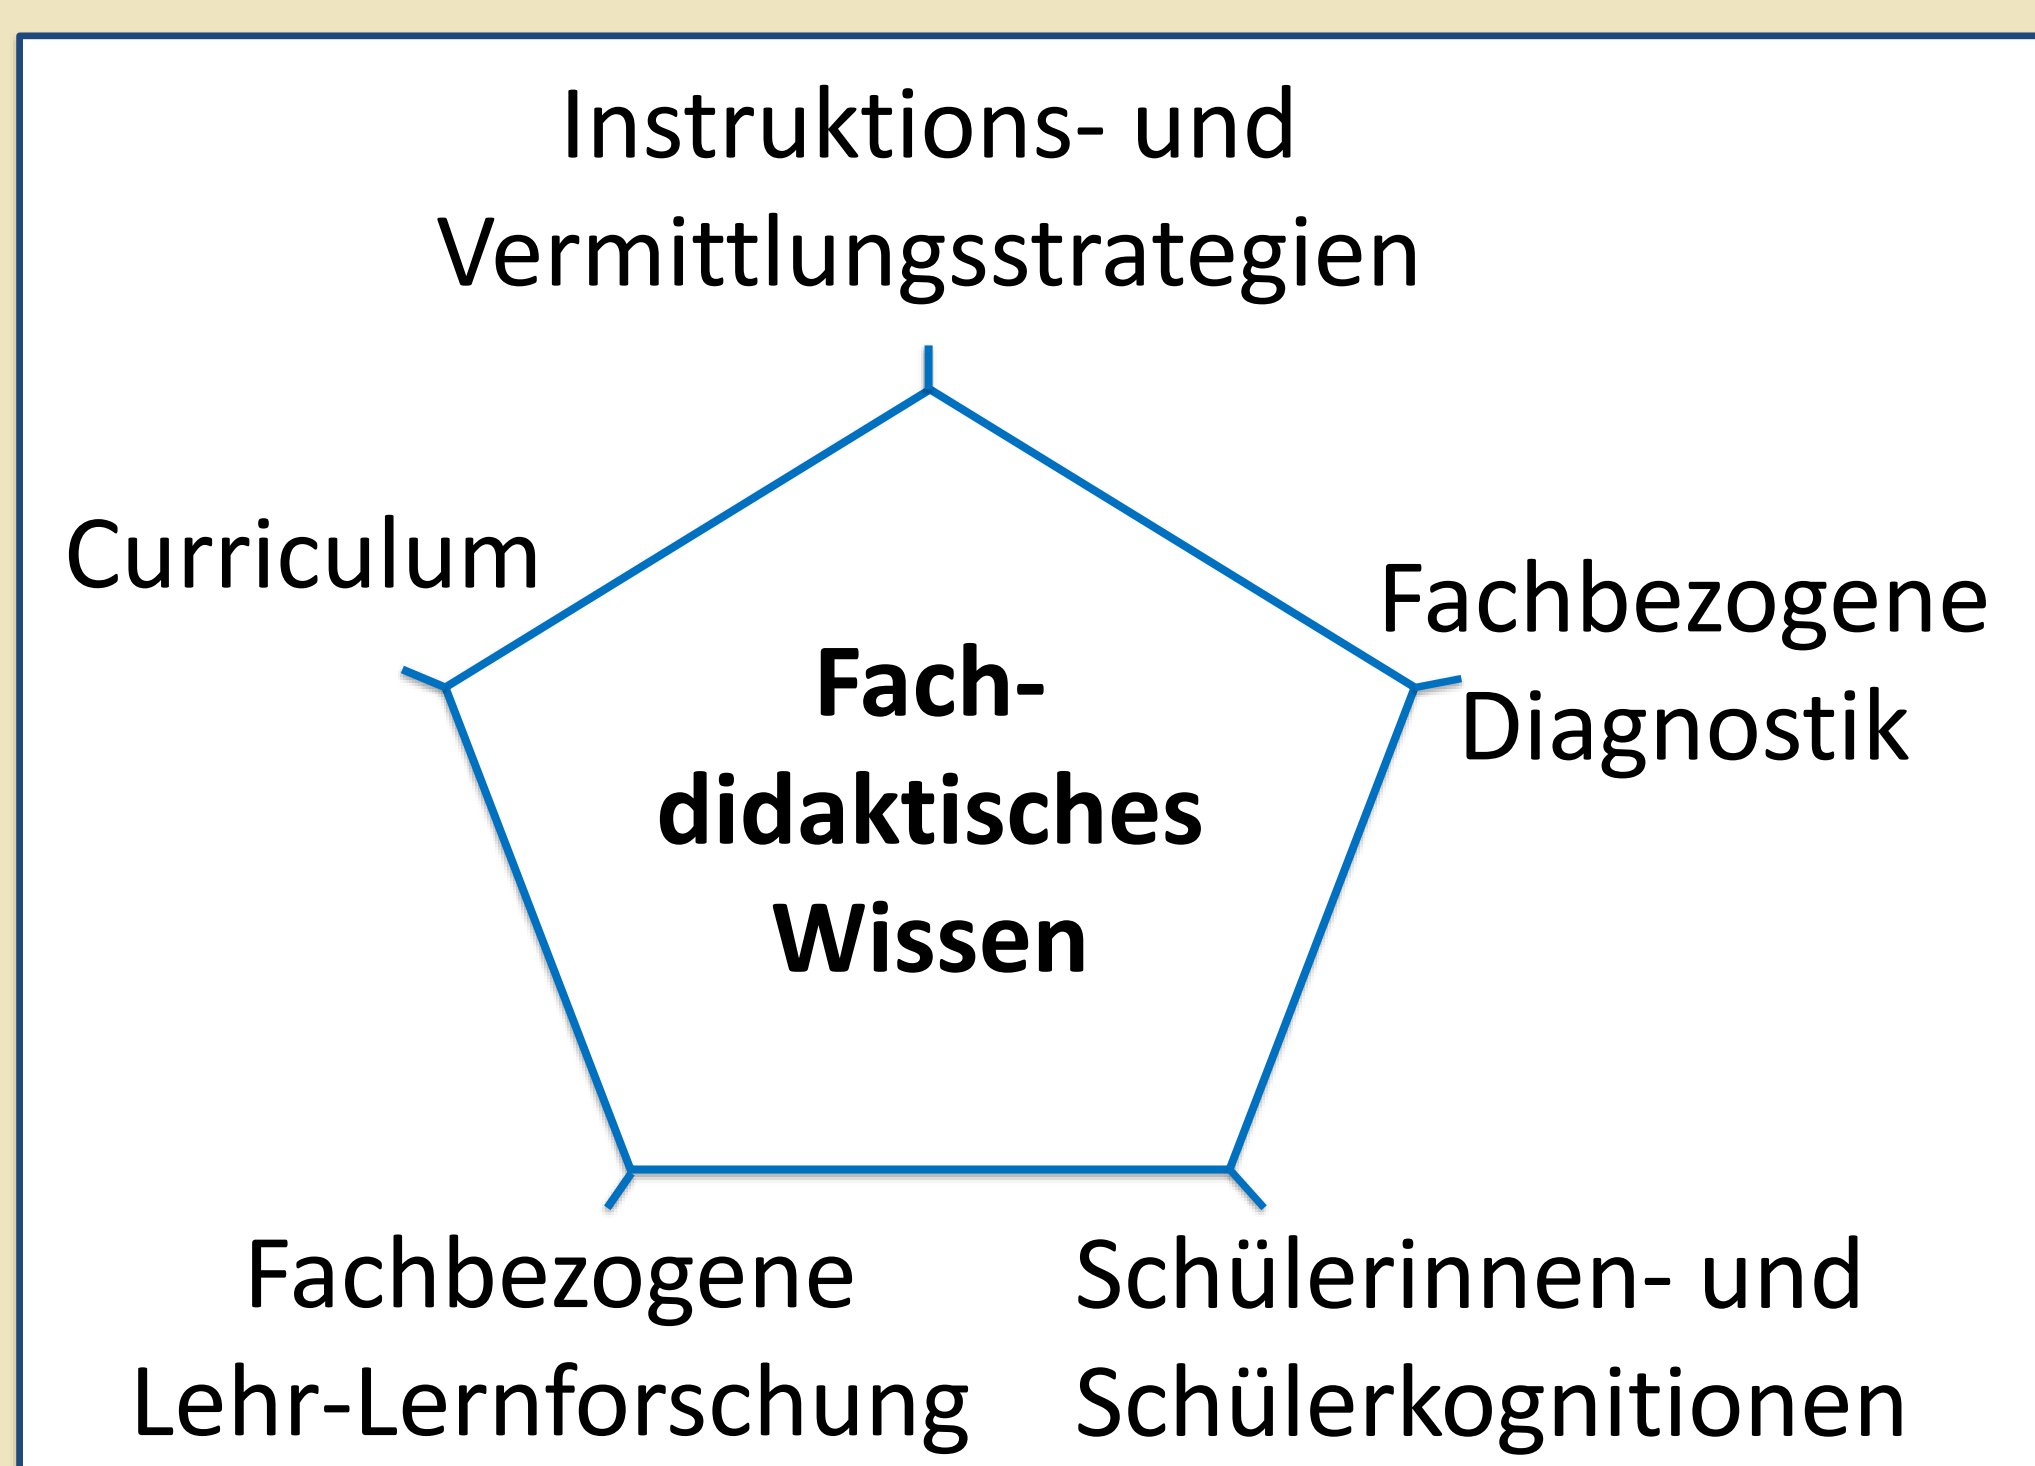 Instruktions- und
Vermittlungsstrategien
Curriculum
Fachbezogene
Diagnostik
Fach-
didaktisches
Wissen
Fachbezogene
Lehr-Lernforschung
Schülerinnen- und
Schülerkognitionen